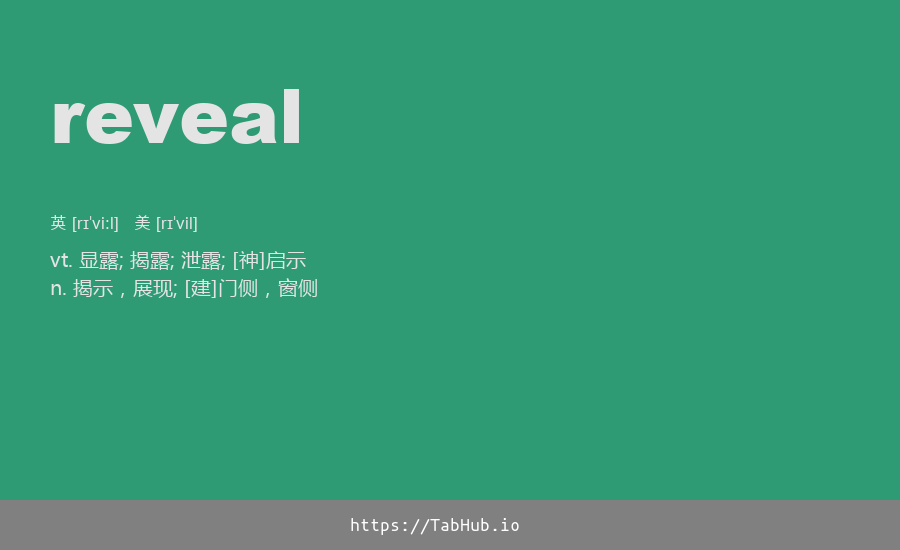 reveal
英 [rɪˈviːl] 美 [rɪˈvil]
vt. 显露; 揭露; 泄露; [神]启示
n. 揭示，展现; [建]门侧，窗侧
https://TabHub.io